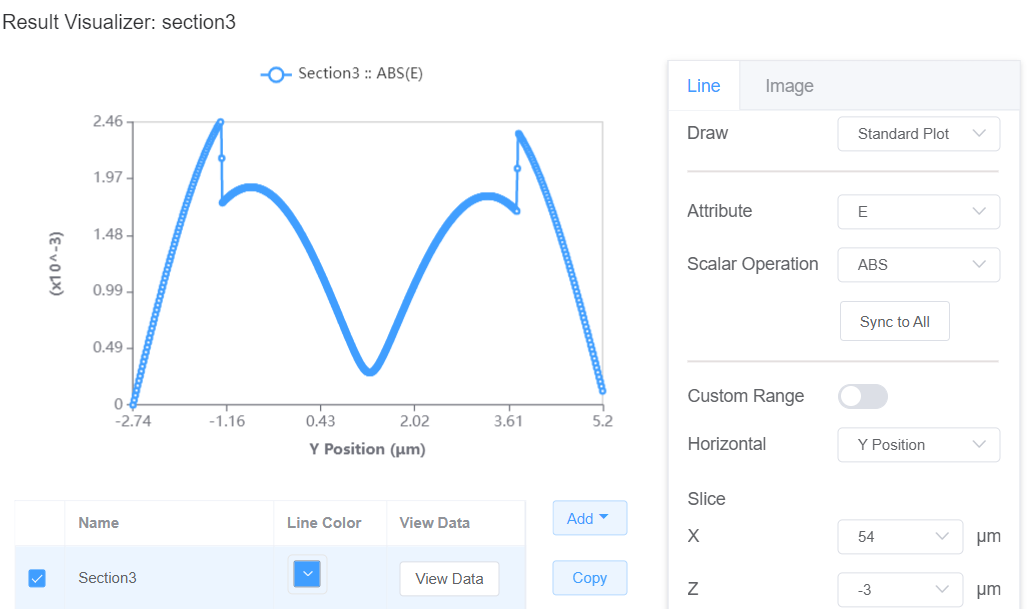 Result Visualizer: section3
Section3 :: ABS(E)
2.46
1.97
1.48
0.99
0.49
0
(x10^-3)
-2.74 -1.16 0.43 2.02 3.61 5.2
Y Position (μm)
Line Image
Draw Standard Plot
Attribute E
Scalar Operation ABS
Sync to All
Custom Range
Horizontal Y Position
Slice
X 54 μm
Z -3 μm
Name Line Color View Data
Section3 View Data
Add
Copy